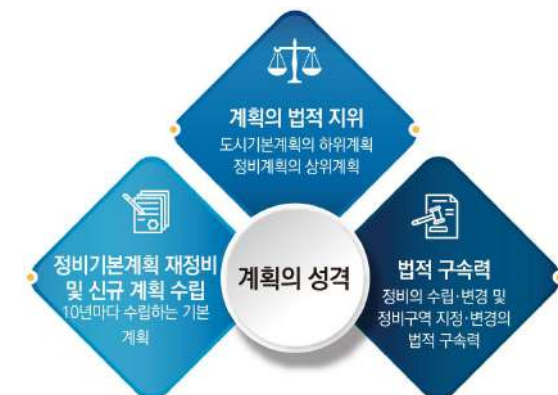 계획의 법적 지위
도시기본계획의 하위계획
정비계획의 상위계획
정비기본계획 재정비
및 신규 계획 수립
10년마다 수립하는 기본
계획
계획의 성격
법적 구속력
정비의 수립·변경 및
정비구역 지정·변경의
법적 구속력